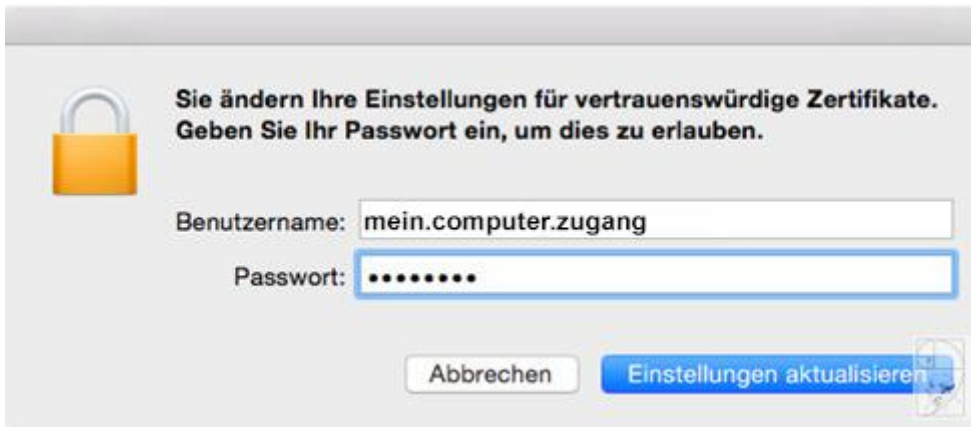 Sie ändern Ihre Einstellungen für vertrauenswürdige Zertifikate.
Geben Sie Ihr Passwort ein, um dies zu erlauben.
Benutzername: mein.computer.zugang
Passwort: ••••••••
Abbrechen Einstellungen aktualisieren